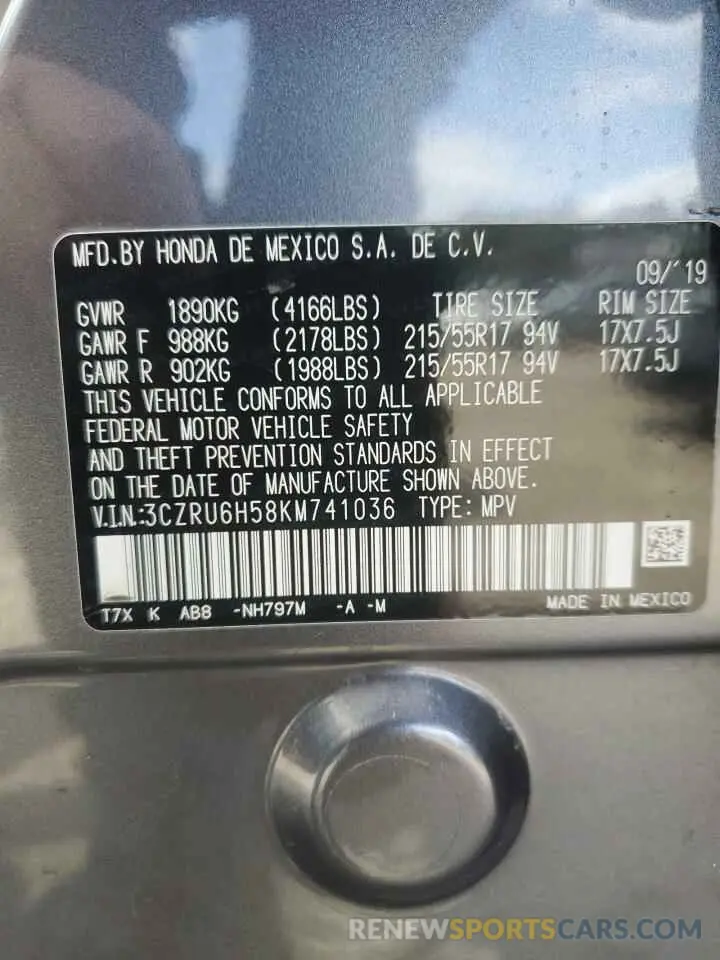 MFD.BY HONDA DE MEXICO S.A. DE C.V.
09/'19
GVWR 1890KG (4166LBS) TIRE SIZE RIM SIZE
GAWR F 988KG (2178LBS) 215/55R17 94V 17X7.5J
GAWR R 902KG (1988LBS) 215/55R17 94V 17X7.5J
THIS VEHICLE CONFORMS TO ALL APPLICABLE
FEDERAL MOTOR VEHICLE SAFETY
AND THEFT PREVENTION STANDARDS IN EFFECT
ON THE DATE OF MANUFACTURE SHOWN ABOVE.
V.I.N.:3CZRU6H58KM741036 TYPE: MPV
T7X K AB8 -NH797M -A -M MADE IN MEXICO
RENEWSPORTSCARS.COM